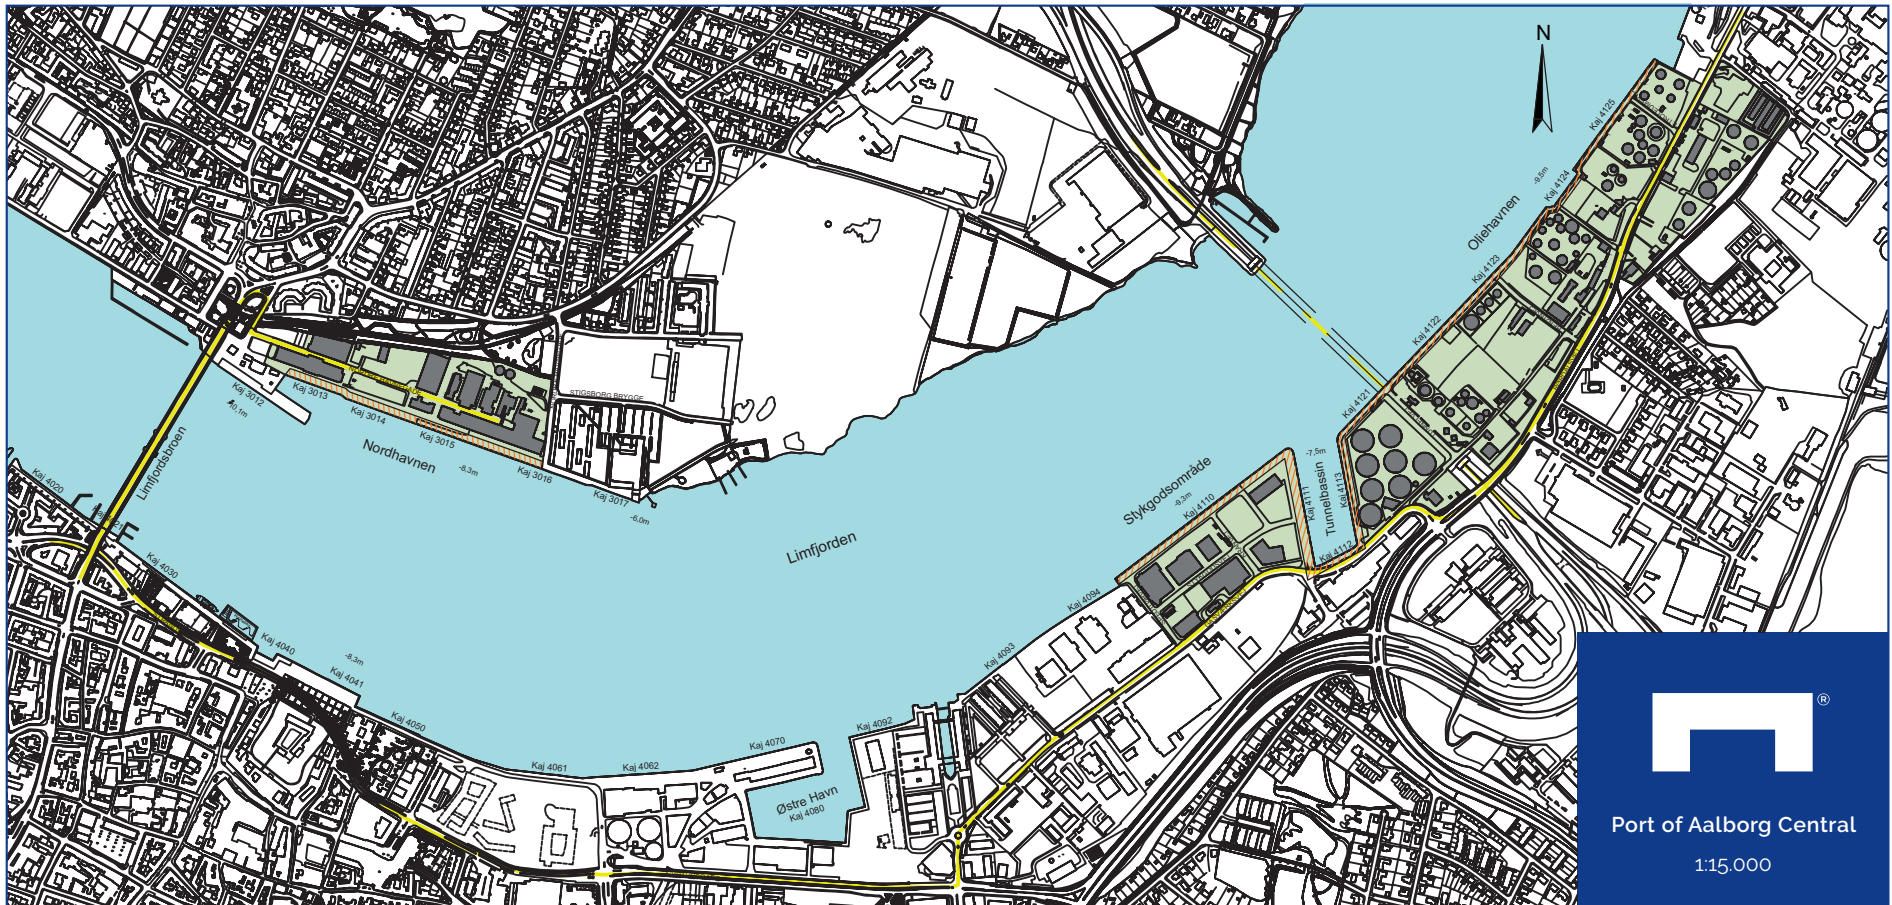 N
Kaj 4125
-9,5m
Kaj 4124
Oliehavnen
Kaj 4123
Kaj 4122
Kaj 4121
Kaj 3012
-10,1m
Kaj 3013
Kaj 3014
Kaj 3015
Nordhavnen
-8,3m
Kaj 3016
Kaj 3017
-6,0m
STIGSBORG BRYGGE
Limfjordsbroen
Kaj 4020
Kaj 4030
Limfjorden
Stykgodsområde
-9,3m
Kaj 4110
-7,5m
Kaj 4111
Tunnelbassin
Kaj 4113
Kaj 4112
Kaj 4094
Kaj 4093
Kaj 4040
-8,3m
Kaj 4041
Kaj 4050
Kaj 4061
Kaj 4062
Kaj 4070
Kaj 4092
Østre Havn
Kaj 4080
®
Port of Aalborg Central
1:15.000